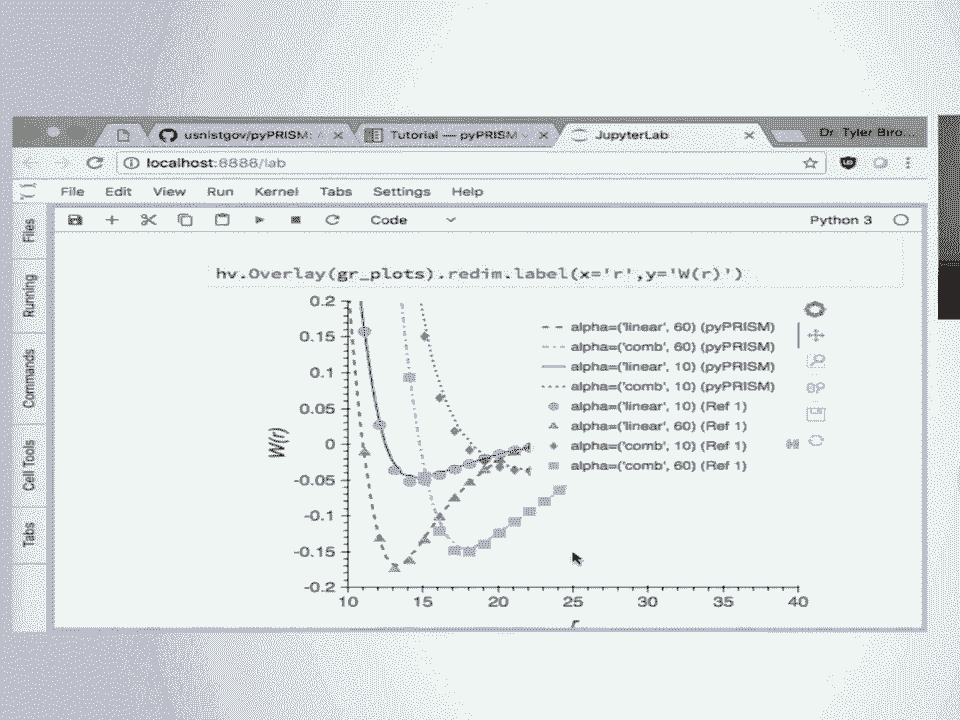 usnistgov/pyPRISM: A
Tutorial — pyPRISM
JupyterLab
Dr. Tyler Biro...
localhost:8888/lab
File Edit View Run Kernel Tabs Settings Help
Code
Python 3
Files
Running
Commands
Cell Tools
Tabs
hv.Overlay(gr_plots).redim.label(x='r',y='W(r)')
0.2
0.15
0.1
0.05
0
-0.05
-0.1
-0.15
-0.2
W(r)
alpha=('linear', 60) (pyPRISM)
alpha=('comb', 60) (pyPRISM)
alpha=('linear', 10) (pyPRISM)
alpha=('comb', 10) (pyPRISM)
alpha=('linear', 10) (Ref 1)
alpha=('linear', 60) (Ref 1)
alpha=('comb', 10) (Ref 1)
alpha=('comb', 60) (Ref 1)
10 15 20 25 30 35 40
r